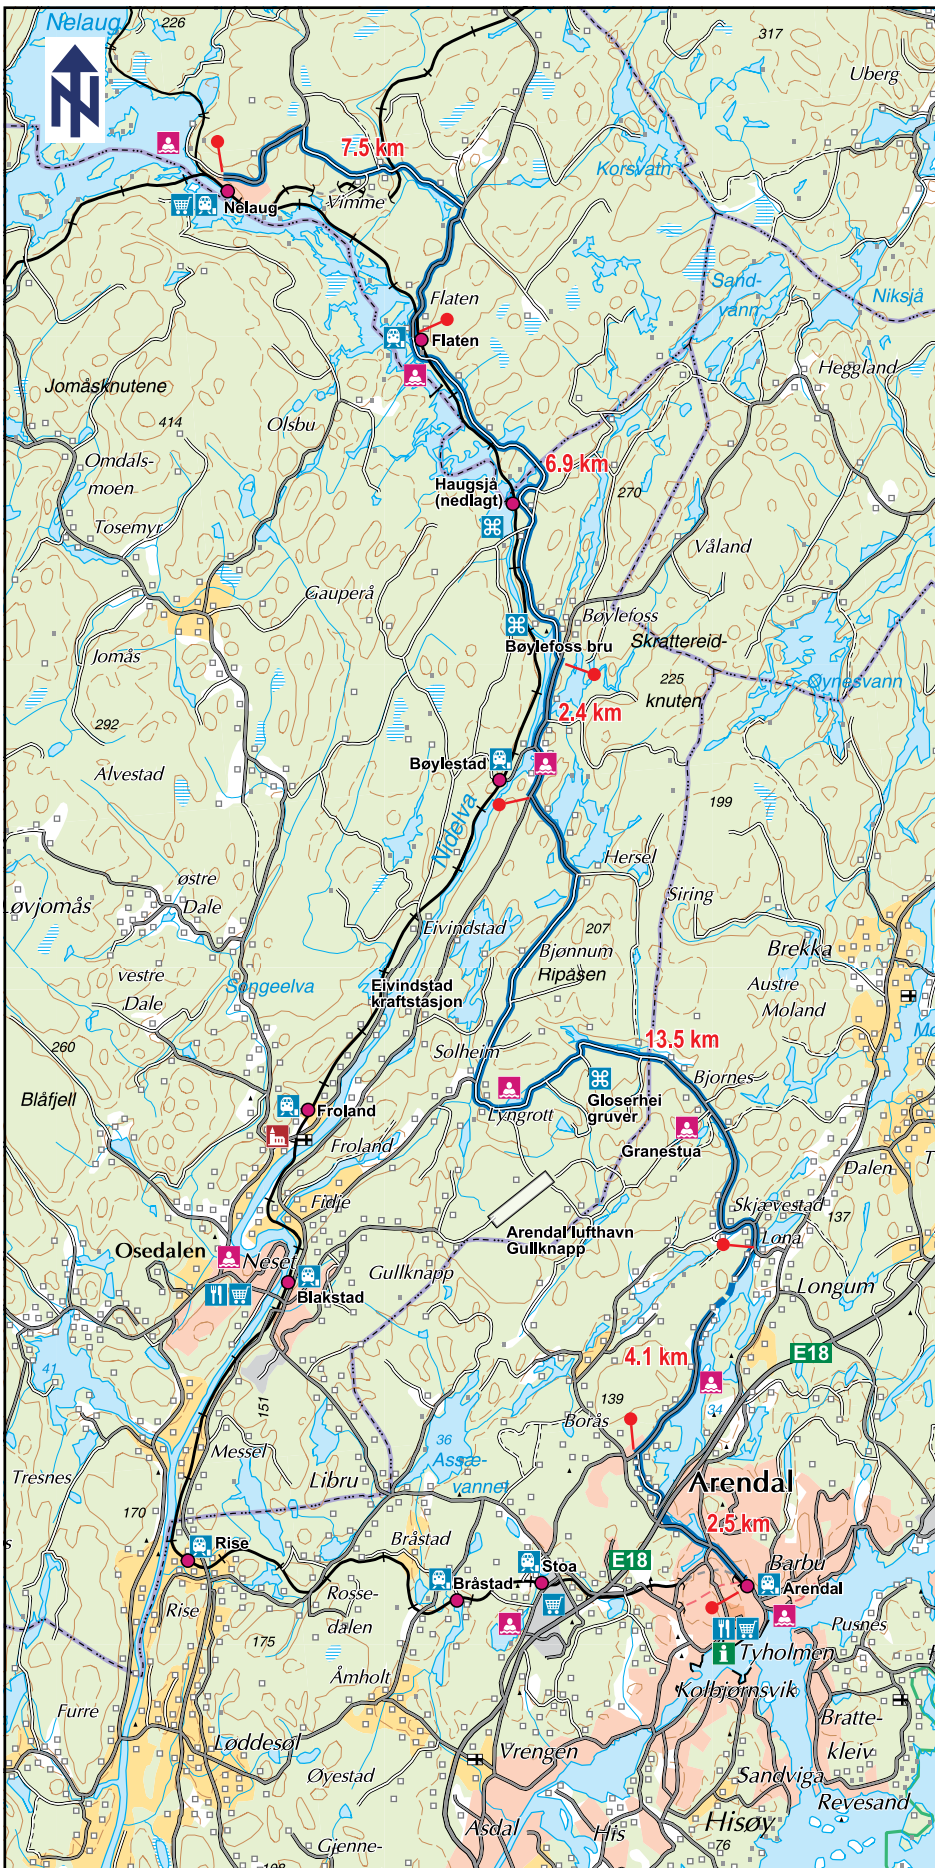 Nelaug
226
317
Uberg
N
7.5 km
Korsvatn
Vimme
Nelaug
Sand-
vann
Niksjå
Flaten
Flaten
Heggland
Jomåsknutene
414
Olsbu
Omdals-
moen
6.9 km
Haugsjå
(nedlagt)
270
Tosemyr
Våland
Gauperå
Bøylefoss
Bøylefoss bru
Skrattereid-
knuten
Jomås
225
Øynesvann
292
2.4 km
Alvestad
Bøylestad
199
Nidelva
Hersel
østre
Dale
Løvjomås
Siring
Eivindstad
207
Bjønnum
Ripåsen
Brekka
vestre
Dale
Songeelva
Eivindstad
kraftstasjon
Austre
Moland
260
Solheim
13.5 km
Bjornes
Blåfjell
Froland
Lyngrott
Gloserhei
gruver
Froland
Granestua
Dalen
Fidje
Skjævestad
137
Arendal lufthavn
Gullknapp
Lona
Osedalen
Neset
Gullknapp
Longum
Blakstad
E18
4.1 km
41
139
34
151
Borås
Messel
36
Assæ-
vannet
Tresnes
Libru
Arendal
170
2.5 km
Bråstad
Rise
Stoa
E18
Barbu
Bråstad
Arendal
Rise
Rosse-
dalen
Pusnes
175
Tyholmen
Åmholt
Kolbjørnsvik
Furre
Bratte-
kleiv
Løddesøl
Vrengen
Sandviga
Øyestad
Revesand
Asdal
His
Hisøy
76
Gjenne-
108